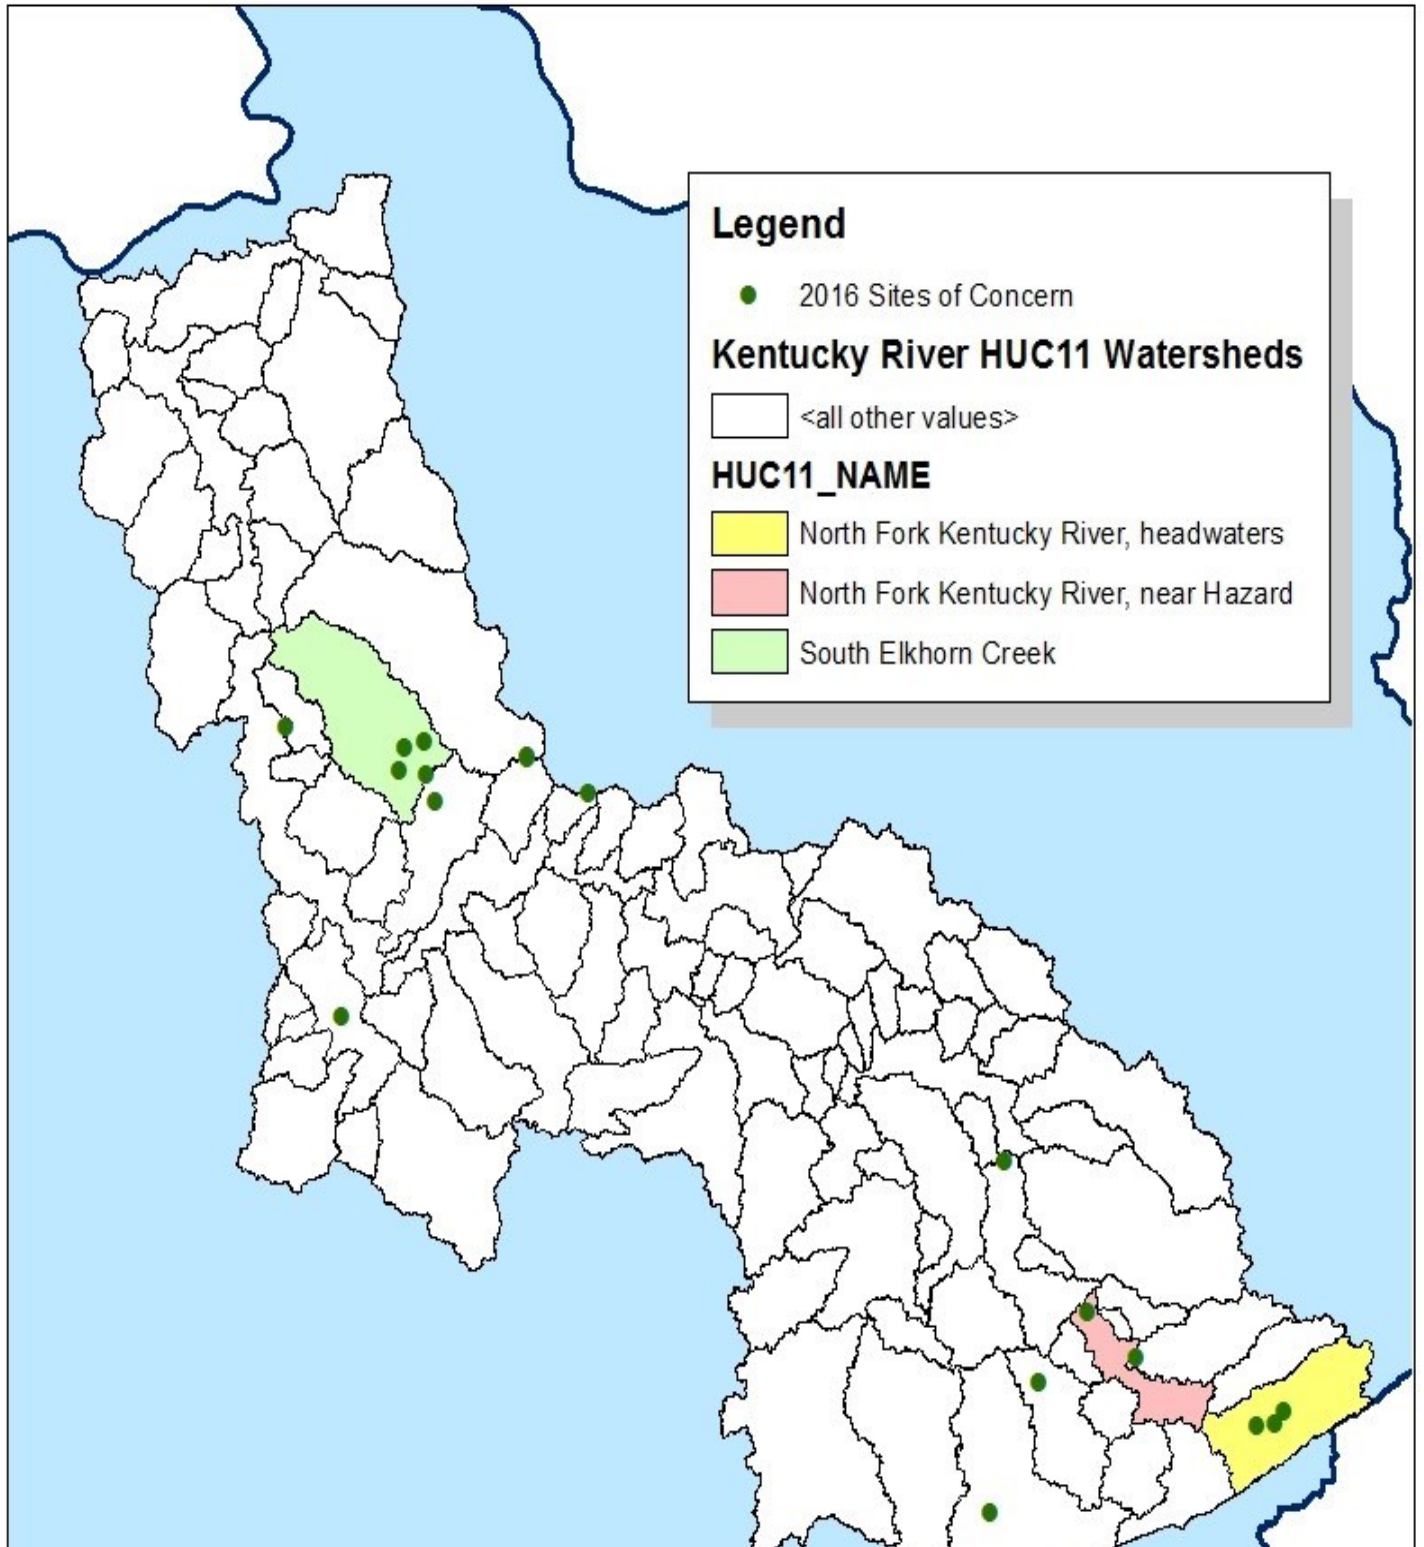 Legend
2016 Sites of Concern
Kentucky River HUC11 Watersheds
<all other values>
HUC11_NAME
North Fork Kentucky River, headwaters
North Fork Kentucky River, near Hazard
South Elkhorn Creek